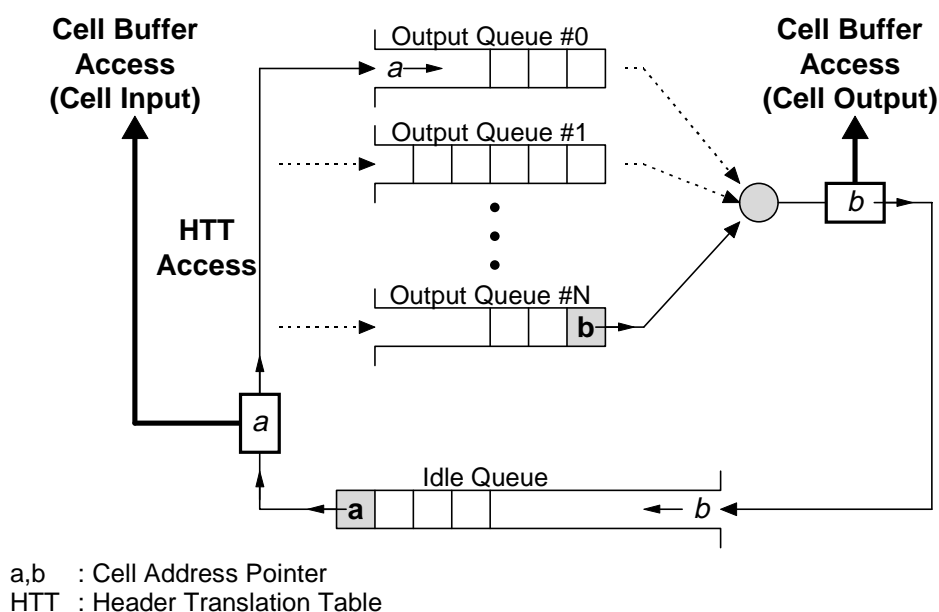 Cell Buffer
Access
(Cell Input)
Output Queue #0
a
Cell Buffer
Access
(Cell Output)
Output Queue #1
b
HTT
Access
Output Queue #N
b
a
Idle Queue
a
b
a,b : Cell Address Pointer
HTT : Header Translation Table